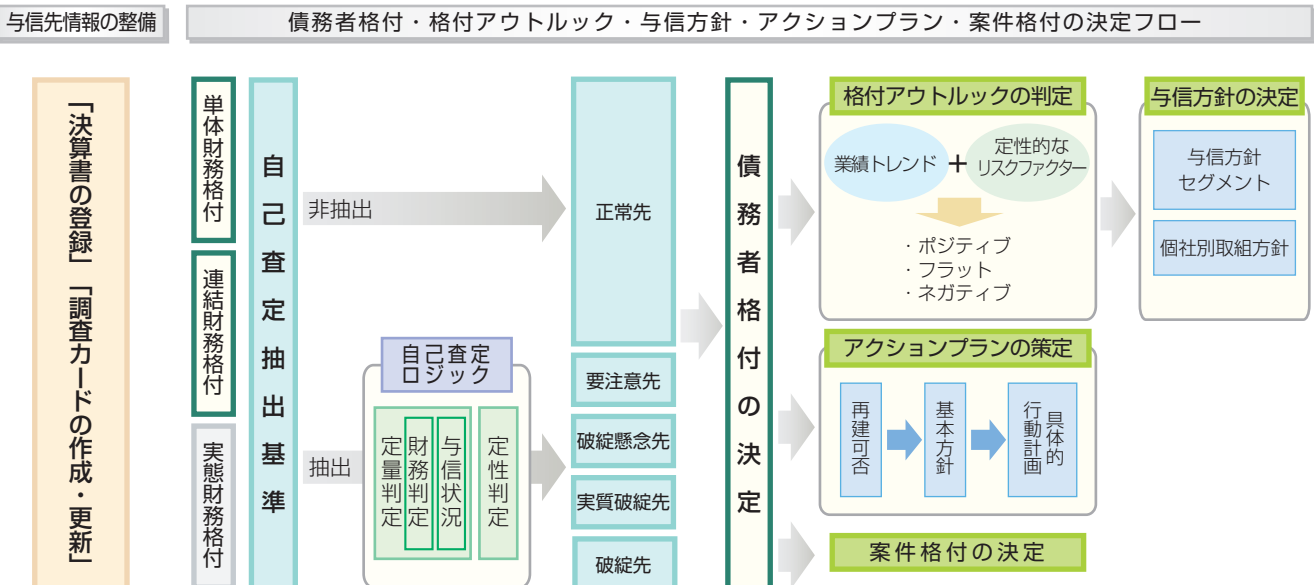 与信先情報の整備
債務者格付・格付アウトルック・与信方針・アクションプラン・案件格付の決定フロー
「決算書の登録」「調査カードの作成・更新」
単体財務格付
連結財務格付
実態財務格付
自己査定抽出基準
非抽出
抽出
自己査定
ロジック
定量判定
財務判定
与信状況
定性判定
正常先
要注意先
破綻懸念先
実質破綻先
破綻先
債務者格付の決定
格付アウトルックの判定
業績トレンド
+
定性的な
リスクファクター
・ポジティブ
・フラット
・ネガティブ
与信方針の決定
与信方針
セグメント
個社別取組方針
アクションプランの策定
再建可否
基本方針
具体的
行動計画
案件格付の決定